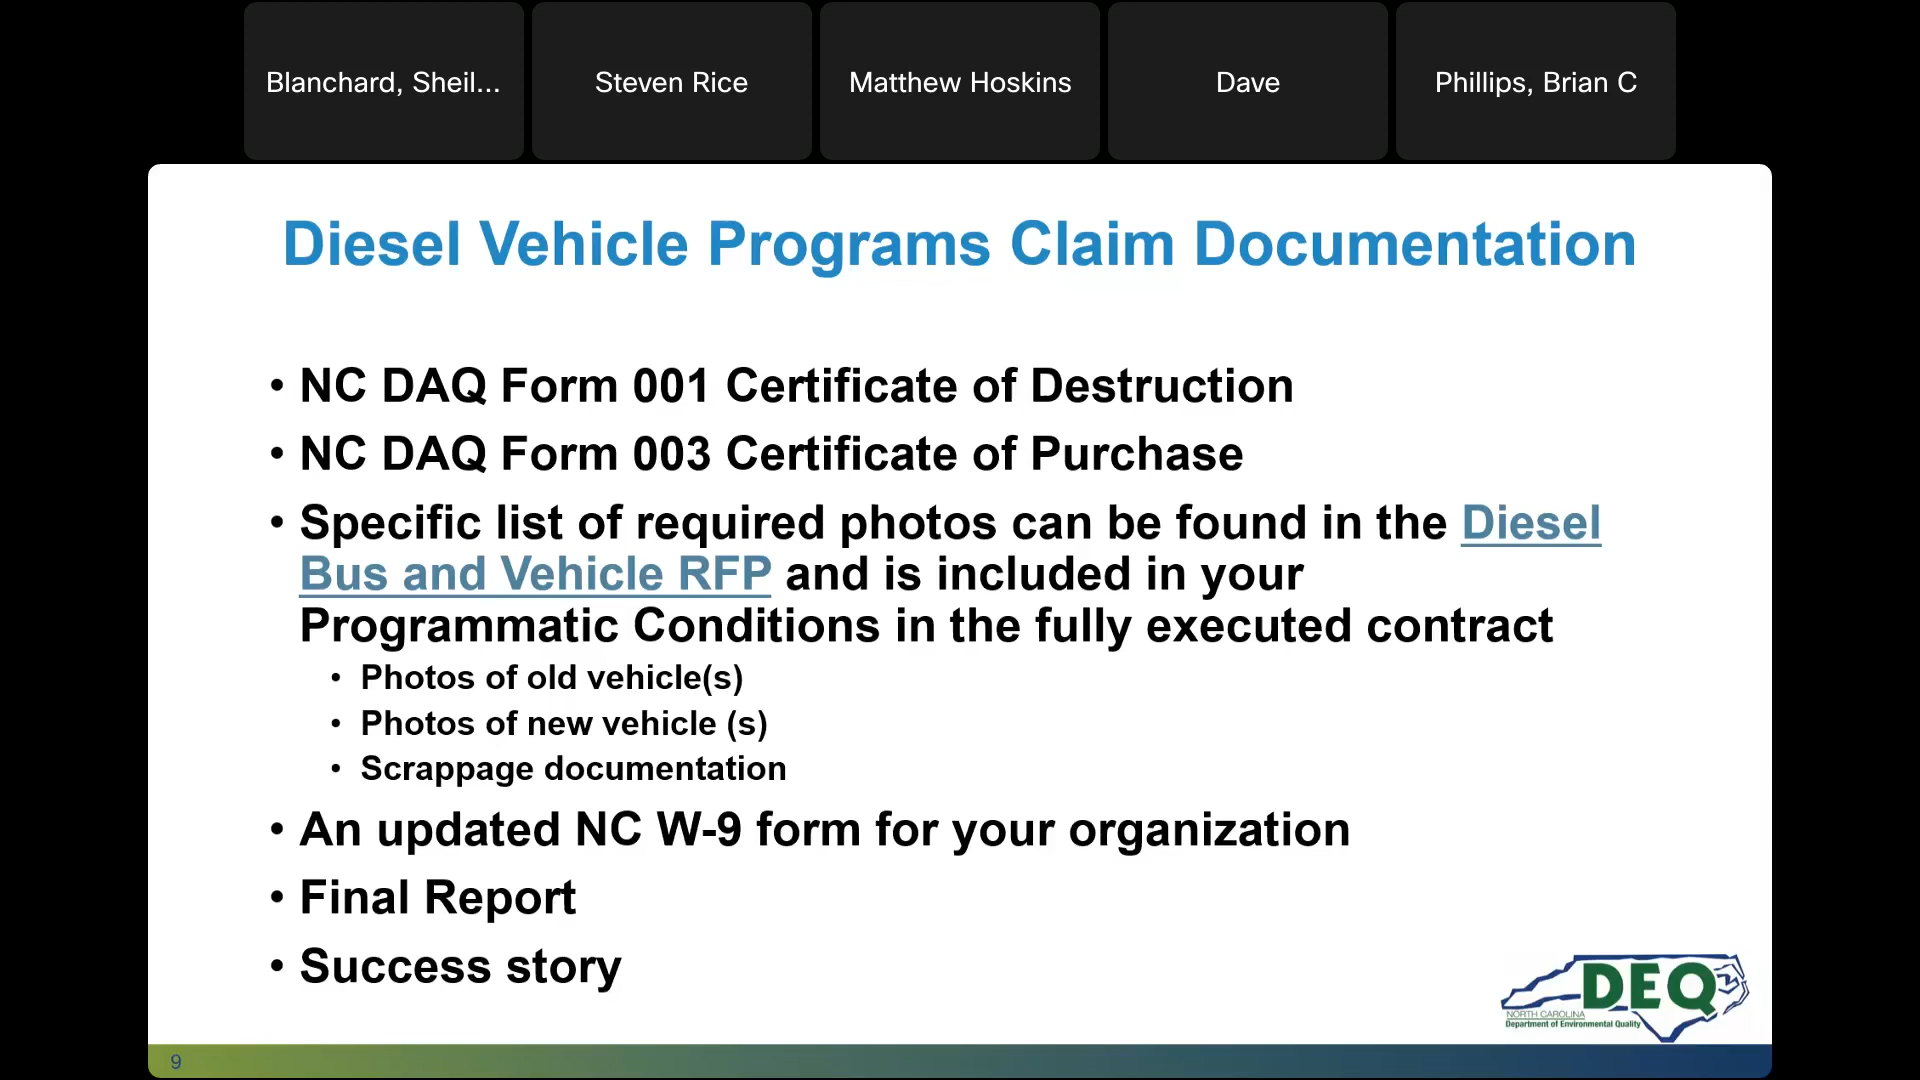 Blanchard, Sheil...
Steven Rice
Matthew Hoskins
Dave
Phillips, Brian C
Diesel Vehicle Programs Claim Documentation
• NC DAQ Form 001 Certificate of Destruction
• NC DAQ Form 003 Certificate of Purchase
• Specific list of required photos can be found in the Diesel
Bus and Vehicle RFP and is included in your
Programmatic Conditions in the fully executed contract
• Photos of old vehicle(s)
• Photos of new vehicle (s)
• Scrappage documentation
• An updated NC W-9 form for your organization
• Final Report
• Success story
DEQ
NORTH CAROLINA
Department of Environmental Quality
9